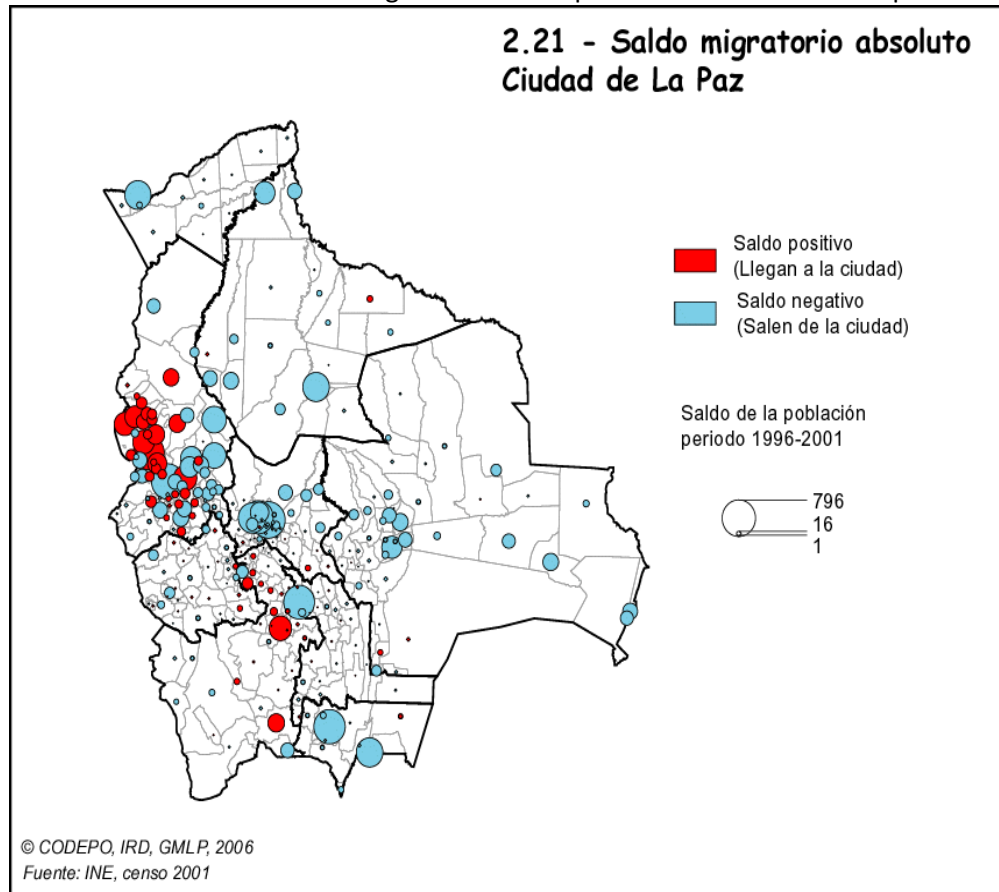 2.21 - Saldo migratorio absoluto
Ciudad de La Paz
Saldo positivo
(Llegan a la ciudad)
Saldo negativo
(Salen de la ciudad)
Saldo de la población
periodo 1996-2001
796
16
1
© CODEPO, IRD, GMLP, 2006
Fuente: INE, censo 2001